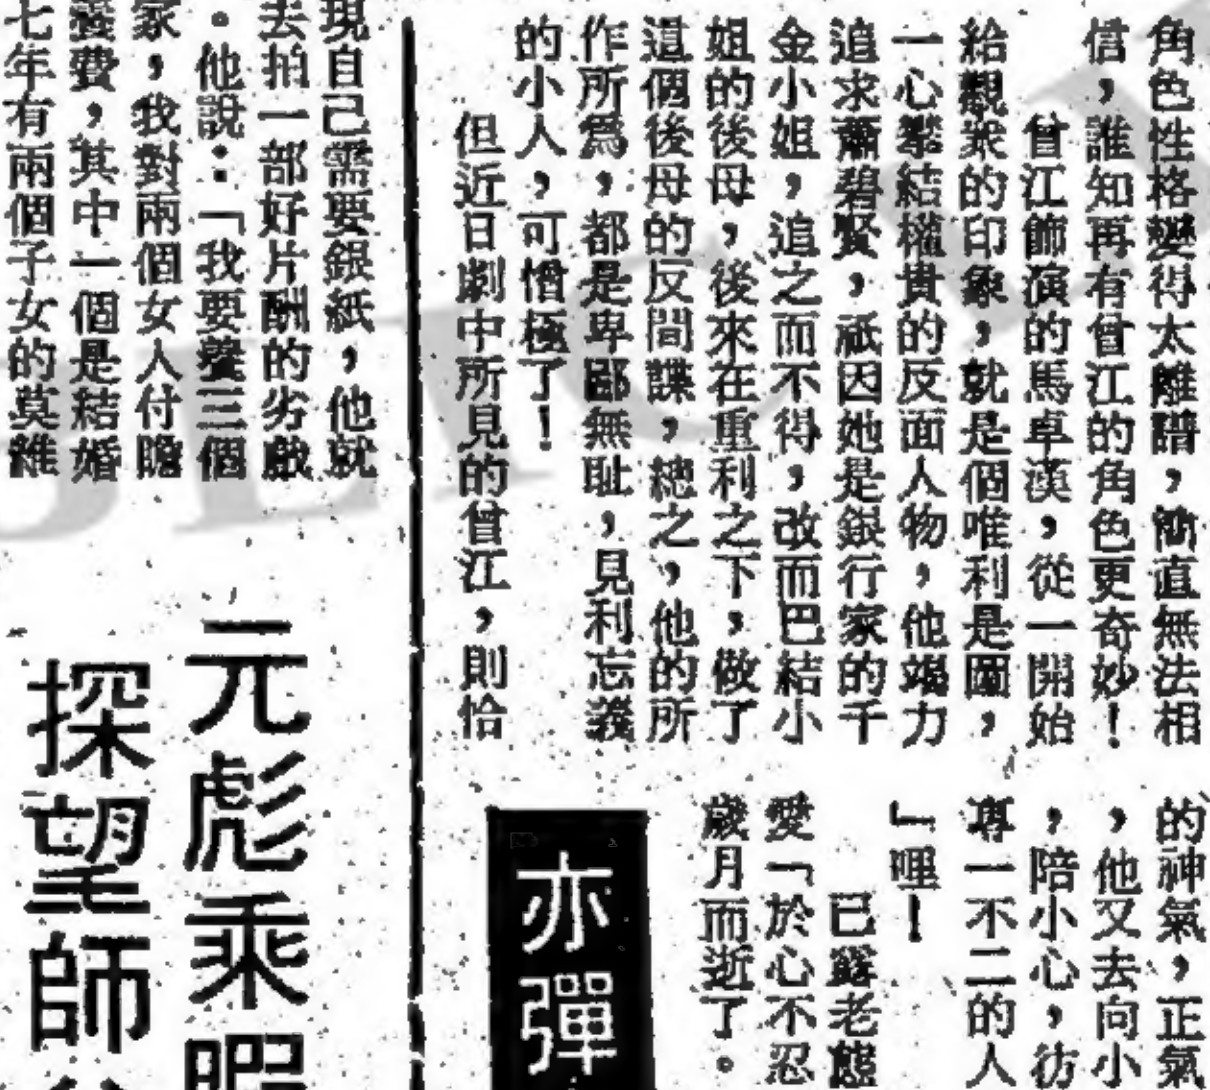 角色性格變得太離譜，簡直無法相
信，誰知再有曾江的角色更奇妙！
曾江飾演的馬卓漢，從一開始
給觀衆的印象，就是個唯利是圖，
一心攀結權貴的反面人物，他竭力
追求蕭碧賢，祇因她是銀行家的千
金小姐，追之而不得，改而巴結小
姐的後母，後來在重利之下，做了
這個後母的反間諜，總之，他的所
作所爲，都是卑鄙無耻，見利忘義
的小人，可憎極了！
但近日劇中所見的曾江，則恰
的神氣，正氣
，他又去向小
，陪小心，彷
專一不二的人
」哩！
已露老態
愛「於心不忍
歲月而逝了。
亦彈
現自己需要銀紙，他就
去拍一部好片酬的劣戲
。他說：「我要養三個
家，我對兩個女人付贍
養費，其中一個是結婚
七年有兩個子女的莫雖
元彪乘暇
探望師